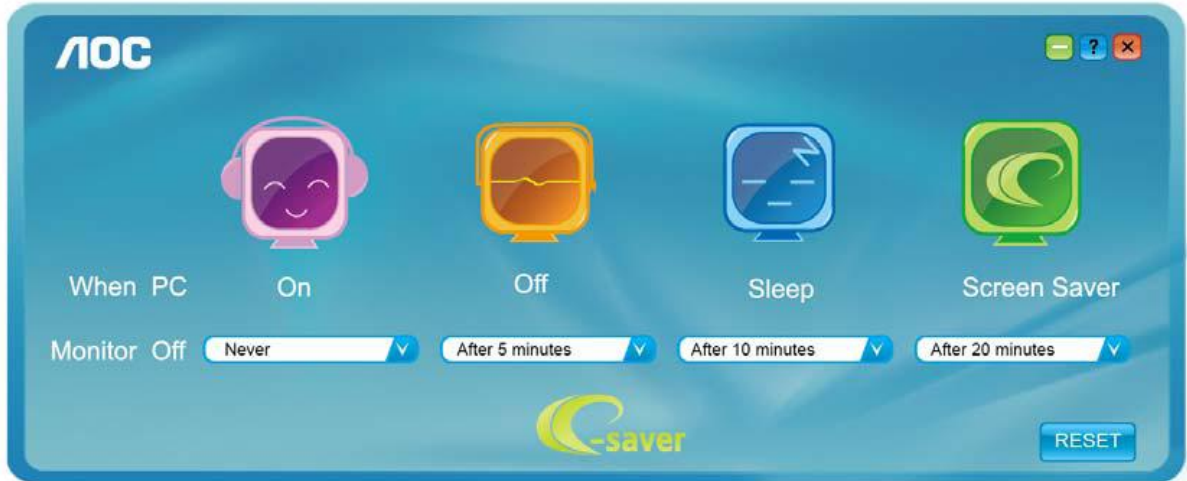 AOC
?
When PC On Off Sleep Screen Saver
Monitor Off Never After 5 minutes After 10 minutes After 20 minutes
e-saver
RESET